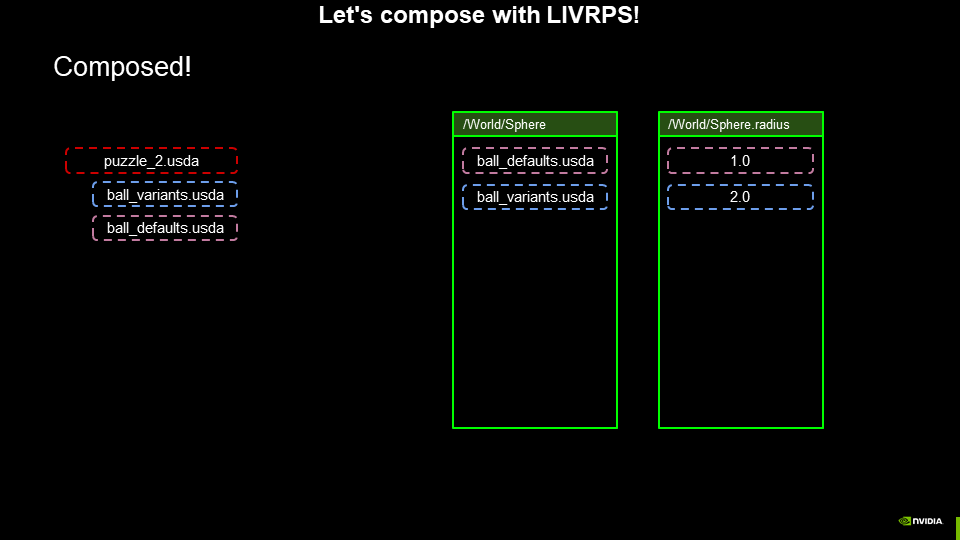 Let's compose with LIVRPS!
Composed!
puzzle_2.usda
ball_variants.usda
ball_defaults.usda
/World/Sphere
ball_defaults.usda
ball_variants.usda
/World/Sphere.radius
1.0
2.0
NVIDIA